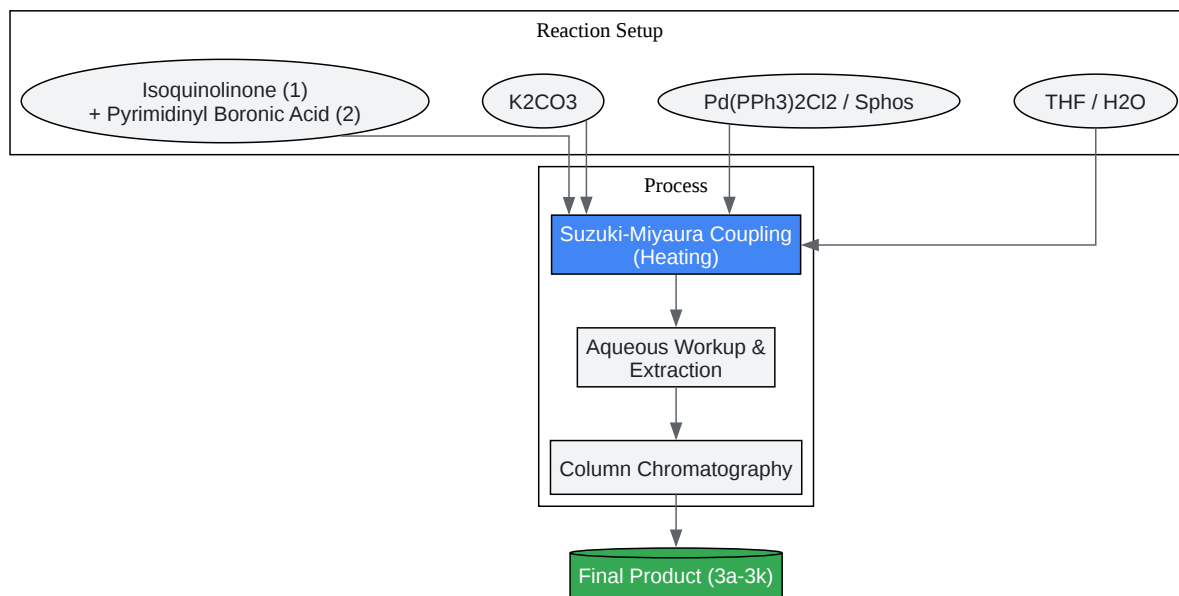 Reaction Setup
Isoquinolinone (1)
+ Pyrimidinyl Boronic Acid (2)
K2CO3
Pd(PPh3)2Cl2 / Sphos
THF / H2O
Process
Suzuki-Miyaura Coupling
(Heating)
Aqueous Workup &
Extraction
Column Chromatography
Final Product (3a-3k)